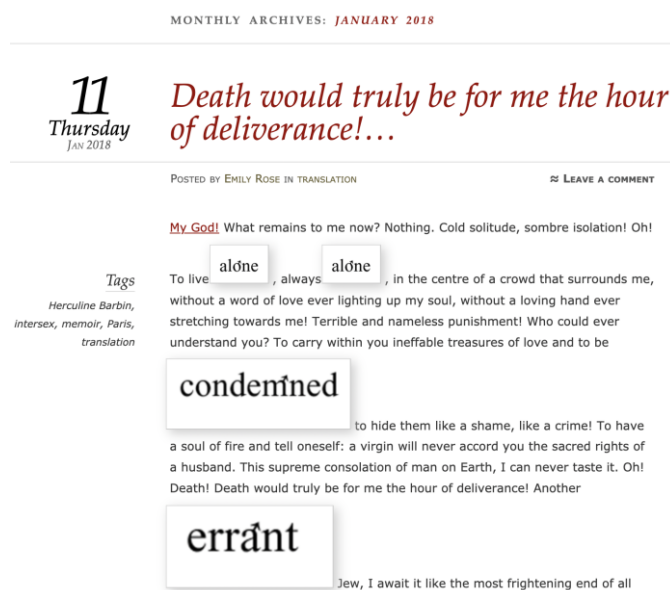 MONTHLY ARCHIVES: JANUARY 2018
11
Thursday
JAN 2018
Death would truly be for me the hour
of deliverance!…
POSTED BY EMILY ROSE IN TRANSLATION
≈ LEAVE A COMMENT
Tags
Herculine Barbin,
intersex, memoir, Paris,
translation
My God! What remains to me now? Nothing. Cold solitude, sombre isolation! Oh!
To live alone , always alone , in the centre of a crowd that surrounds me,
without a word of love ever lighting up my soul, without a loving hand ever
stretching towards me! Terrible and nameless punishment! Who could ever
understand you? To carry within you ineffable treasures of love and to be
condemned to hide them like a shame, like a crime! To have
a soul of fire and tell oneself: a virgin will never accord you the sacred rights of
a husband. This supreme consolation of man on Earth, I can never taste it. Oh!
Death! Death would truly be for me the hour of deliverance! Another
errant Jew, I await it like the most frightening end of all